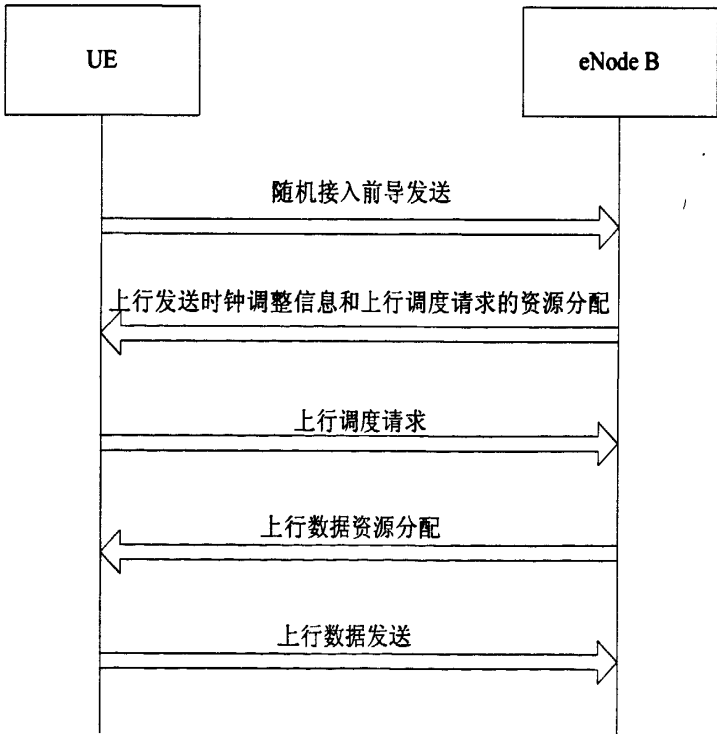 UE
eNode B
随机接入前导发送
上行发送时钟调整信息和上行调度请求的资源分配
上行调度请求
上行数据资源分配
上行数据发送